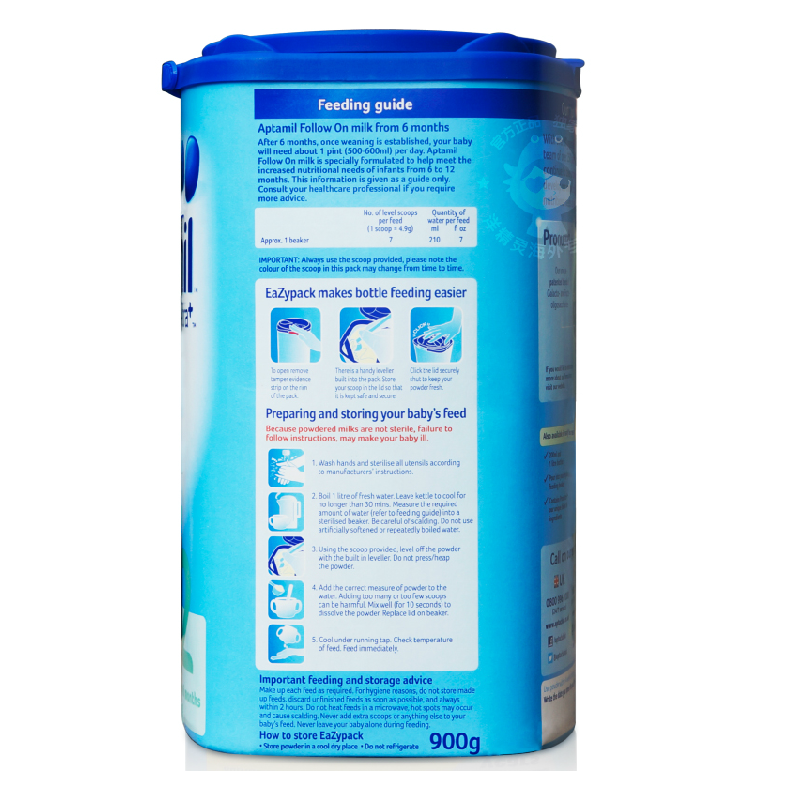 Feeding guide
Aptamil Follow On milk from 6 months
After 6 months, once weaning is established, your baby
will need about 1 pint (500-600ml) per day. Aptamil
Follow On milk is specially formulated to help meet the
increased nutritional needs of infants from 6 to 12
months. This information is given as a guide only.
Consult your healthcare professional if you require
more advice.
No. of level scoops Quantity of
per feed water per feed
(1 scoop = 4.9g) ml f oz
Approx. 1 beaker 7 210 7
IMPORTANT: Always use the scoop provided, please note the
colour of the scoop in this pack may change from time to time.
EaZypack makes bottle feeding easier
To open remove
tamper evidence
strip on the rim
of the pack
There is a handy leveller
built into the pack Store
your scoop in the lid so that
it is kept safe and secure
Click the lid securely
shut to keep your
powder fresh
Preparing and storing your baby's feed
Because powdered milks are not sterile, failure to
follow instructions, may make your baby ill.
1. Wash hands and sterilise all utensils according
to manufacturers' instructions.
2. Boil 1 litre of fresh water. Leave kettle to cool for
no longer than 30 mins. Measure the required
amount of water (refer to feeding guide) into a
sterilised beaker. Be careful of scalding. Do not use
artificially softened or repeatedly boiled water.
3. Using the scoop provided, level off the powder
with the built in leveller. Do not press/heap
the powder.
4. Add the correct measure of powder to the
water. Adding too many or too few scoops
can be harmful. Mix well (for 10 seconds) to
dissolve the powder Replace lid on beaker.
5. Cool under running tap. Check temperature
of feed. Feed immediately.
Important feeding and storage advice
Make up each feed as required. For hygiene reasons, do not store made
up feeds, discard unfinished feeds as soon as possible, and always
within 2 hours. Do not heat feeds in a microwave, hot spots may occur
and cause scalding. Never add extra scoops or anything else to your
baby's feed. Never leave your baby alone during feeding.
How to store EaZypack
• Store powder in a cool dry place • Do not refrigerate
900g
months
Call
0800